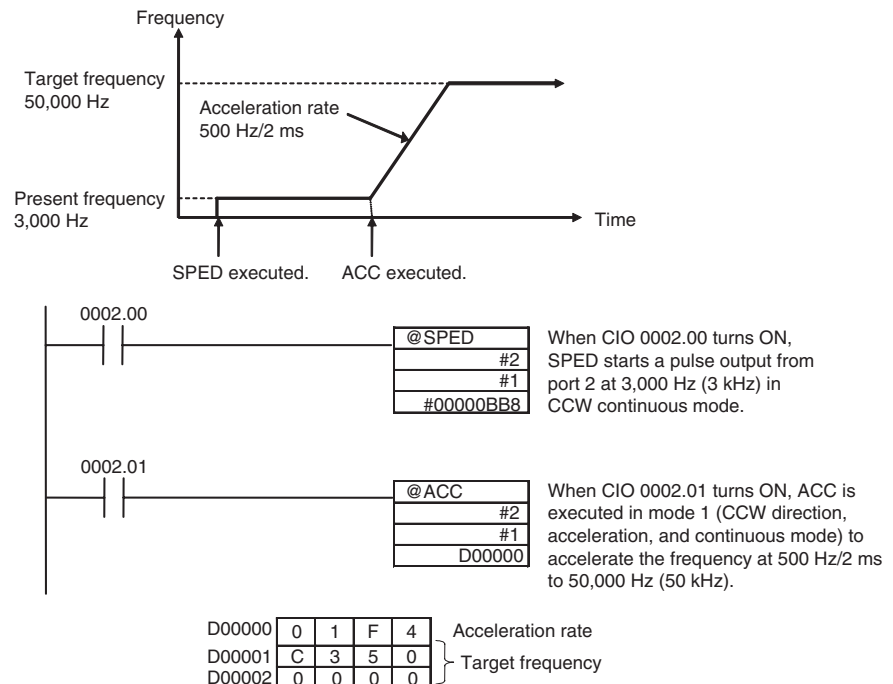 Frequency
Target frequency
50,000 Hz
Acceleration rate
500 Hz/2 ms
Present frequency
3,000 Hz
Time
SPED executed.
ACC executed.
0002.00
@SPED
#2
#1
#00000BB8
When CIO 0002.00 turns ON,
SPED starts a pulse output from
port 2 at 3,000 Hz (3 kHz) in
CCW continuous mode.
0002.01
@ACC
#2
#1
D00000
When CIO 0002.01 turns ON, ACC is
executed in mode 1 (CCW direction,
acceleration, and continuous mode) to
accelerate the frequency at 500 Hz/2 ms
to 50,000 Hz (50 kHz).
D00000 0 1 F 4 Acceleration rate
D00001 C 3 5 0
Target frequency
D00002 0 0 0 0